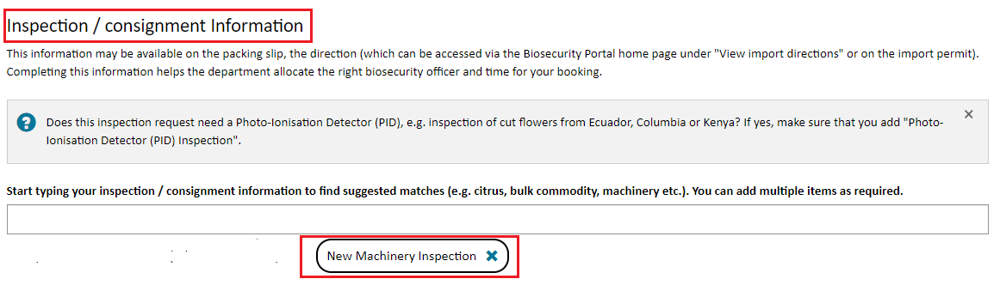 Inspection / consignment Information
This information may be available on the packing slip, the direction (which can be accessed via the Biosecurity Portal home page under "View import directions" or on the import permit).
Completing this information helps the department allocate the right biosecurity officer and time for your booking.
Does this inspection request need a Photo-Ionisation Detector (PID), e.g. inspection of cut flowers from Ecuador, Columbia or Kenya? If yes, make sure that you add "Photo-
Ionisation Detector (PID) Inspection".
Start typing your inspection / consignment information to find suggested matches (e.g. citrus, bulk commodity, machinery etc.). You can add multiple items as required.
New Machinery Inspection